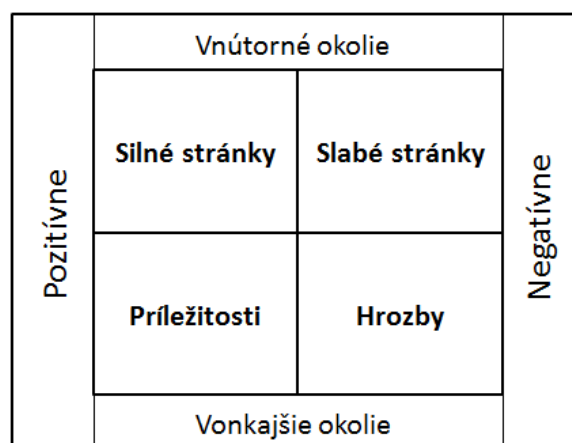 Vnútorné okolie
Pozitívne
Silné stránky
Slabé stránky
Negatívne
Príležitosti
Hrozby
Vonkajšie okolie